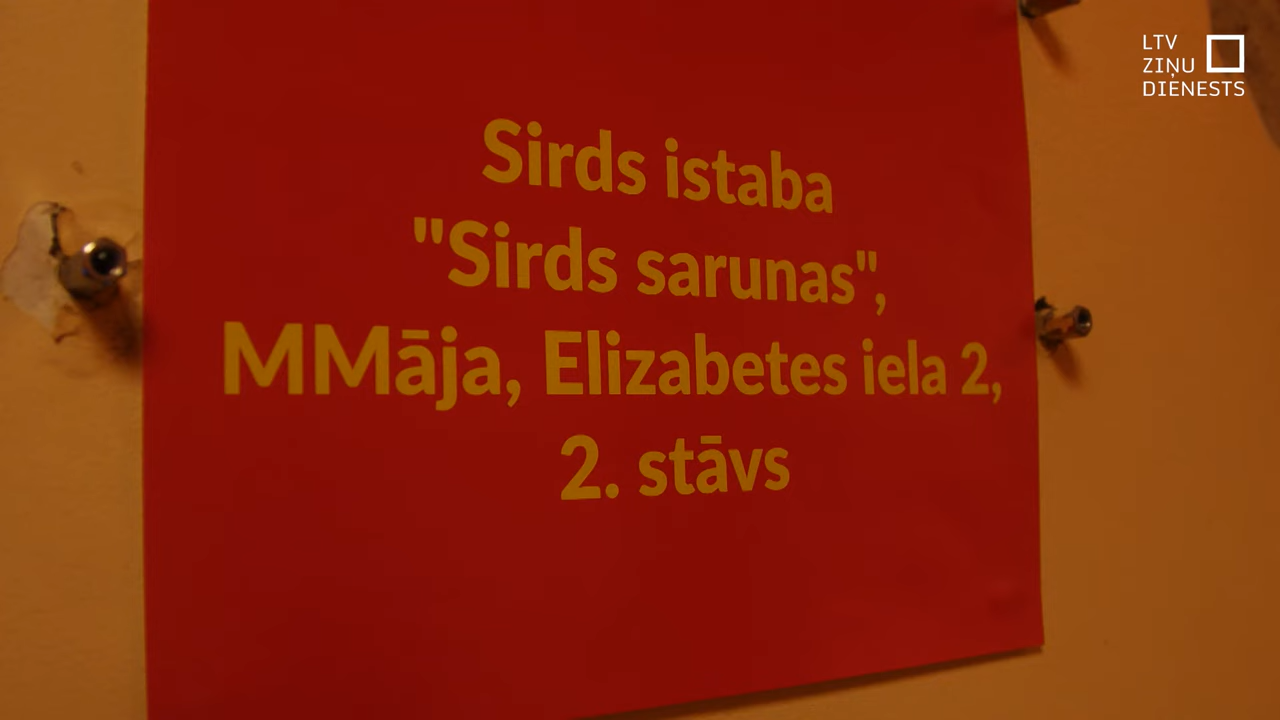 LTV
ZIŅU
DIENESTS
Sirds istaba
"Sirds sarunas",
MMāja, Elizabetes iela 2,
2. stāvs